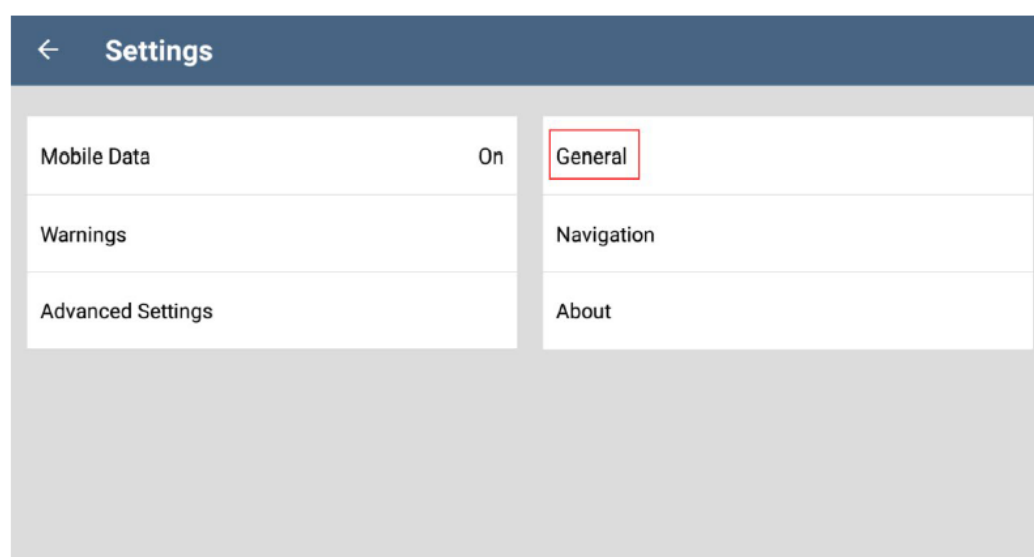 Settings
Mobile Data On
Warnings
Advanced Settings
General
Navigation
About